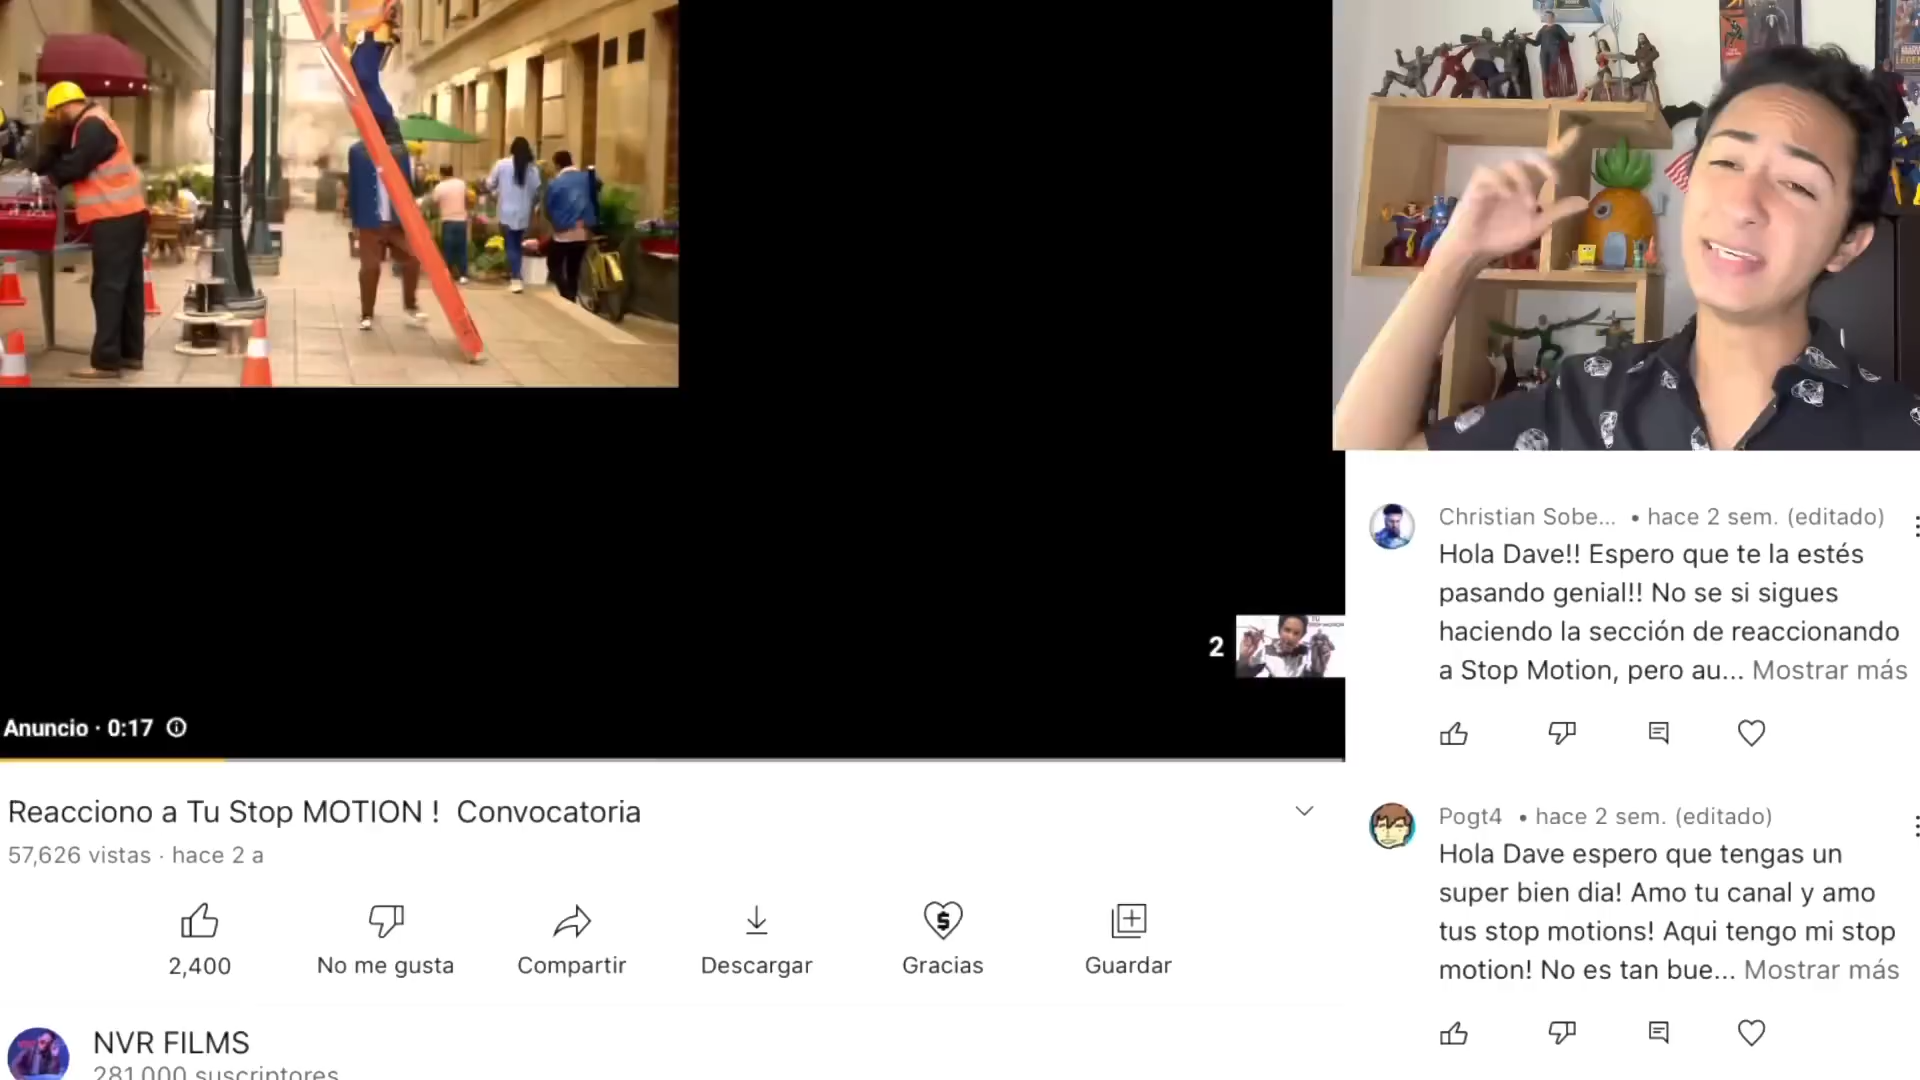 2
Anuncio · 0:17
Reacciono a Tu Stop MOTION ! Convocatoria
57,626 vistas · hace 2 a
2,400
No me gusta
Compartir
Descargar
Gracias
Guardar
NVR FILMS
281,000 suscriptores
Christian Sobe... • hace 2 sem. (editado)
Hola Dave!! Espero que te la estés
pasando genial!! No se si sigues
haciendo la sección de reaccionando
a Stop Motion, pero au... Mostrar más
Pogt4 • hace 2 sem. (editado)
Hola Dave espero que tengas un
super bien dia! Amo tu canal y amo
tus stop motions! Aqui tengo mi stop
motion! No es tan bue... Mostrar más